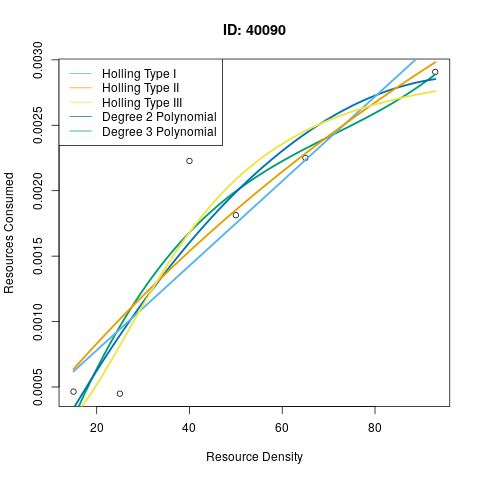 ID: 40090
Holling Type I
Holling Type II
Holling Type III
Degree 2 Polynomial
Degree 3 Polynomial
Resources Consumed
0.0030
0.0025
0.0020
0.0015
0.0010
0.0005
20 40 60 80
Resource Density